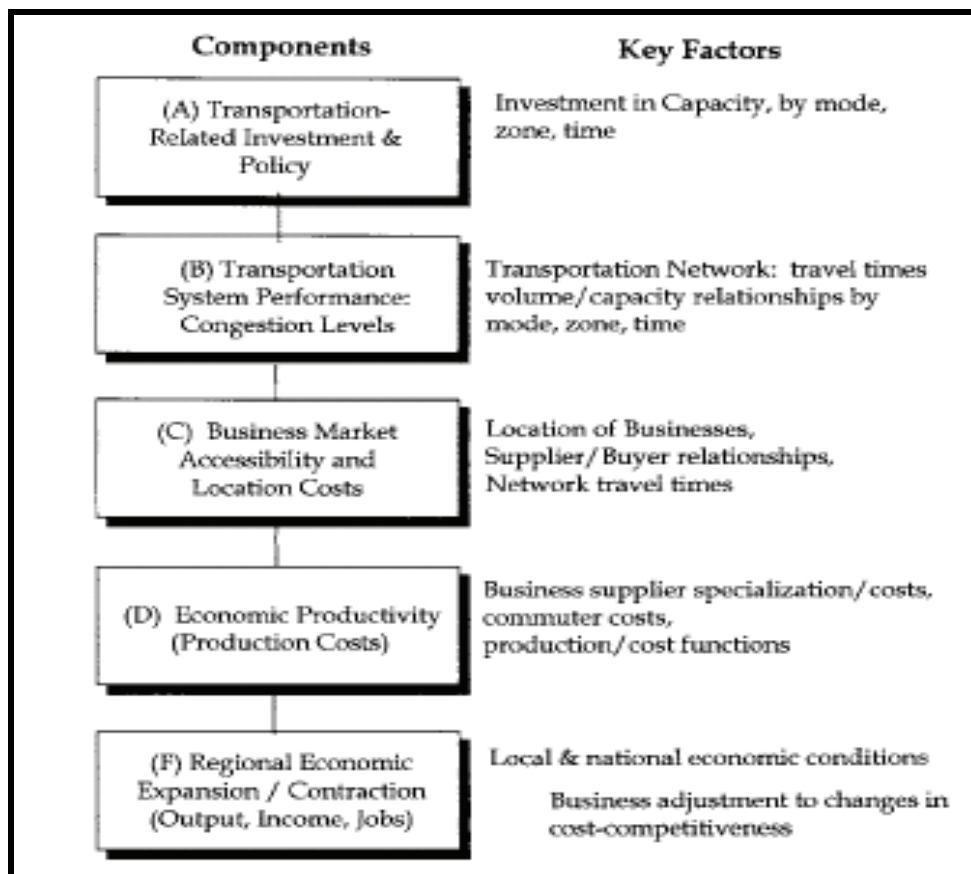 Components
Key Factors
(A) Transportation-
Related Investment &
Policy
Investment in Capacity, by mode,
zone, time
(B) Transportation
System Performance:
Congestion Levels
Transportation Network: travel times
volume/capacity relationships by
mode, zone, time
(C) Business Market
Accessibility and
Location Costs
Location of Businesses,
Supplier/Buyer relationships,
Network travel times
(D) Economic Productivity
(Production Costs)
Business supplier specialization/costs,
commuter costs,
production/cost functions
(F) Regional Economic
Expansion / Contraction
(Output, Income, Jobs)
Local & national economic conditions
Business adjustment to changes in
cost-competitiveness